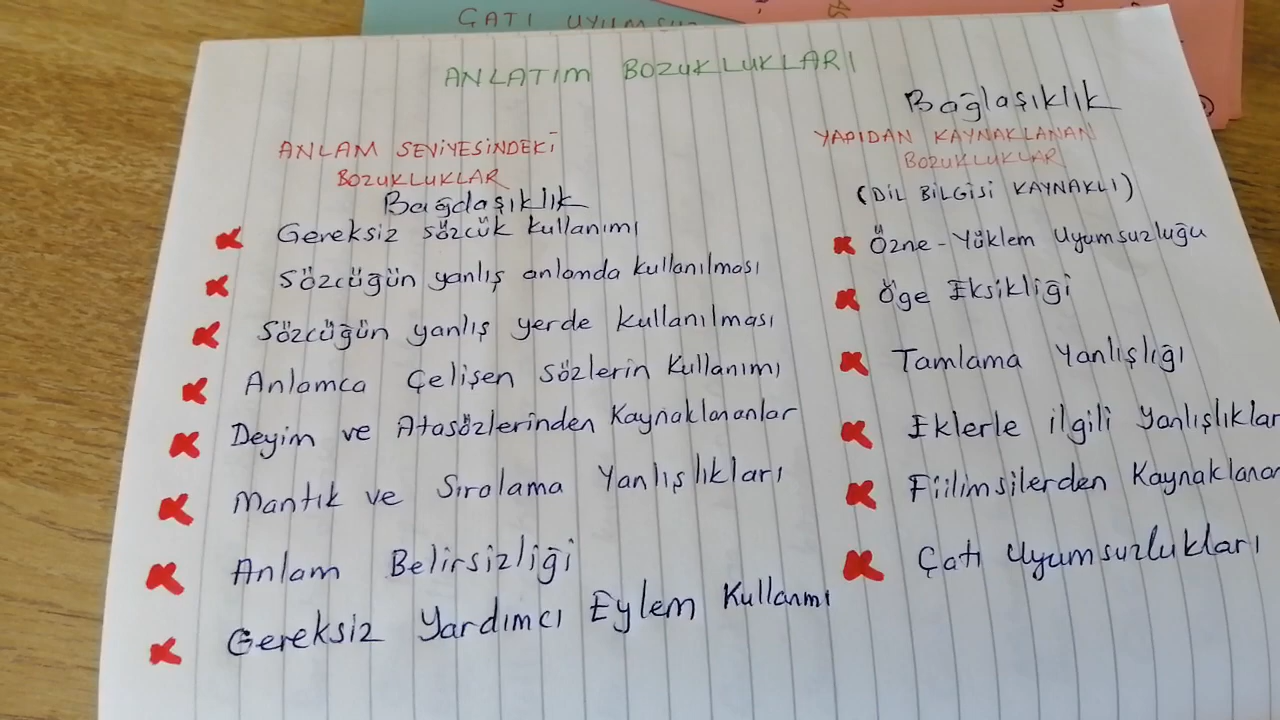 ÇATI UYUMSUZ
ANLATIM BOZUKLUKLARI
ANLAM SEVİYESİNDEKİ
BOZUKLUKLAR
Bağdaşıklık
Gereksiz sözcük kullanımı
Sözcüğün yanlış anlamda kullanılması
Sözcüğün yanlış yerde kullanılması
Anlamca Çelişen Sözlerin Kullanımı
Deyim ve Atasözlerinden Kaynaklananlar
Mantık ve Sıralama Yanlışlıkları
Anlam Belirsizliği
Gereksiz Yardımcı Eylem Kullanmı
Bağlaşıklık
YAPIDAN KAYNAKLANAN
BOZUKLUKLAR
(DİL BİLGİSİ KAYNAKLI)
Özne-Yüklem Uyumsuzluğu
Öge Eksikliği
Tamlama Yanlışlığı
Eklerle ilgili Yanlışlıklar
Fiilimsilerden Kaynaklanan
Çatı Uyumsuzlukları